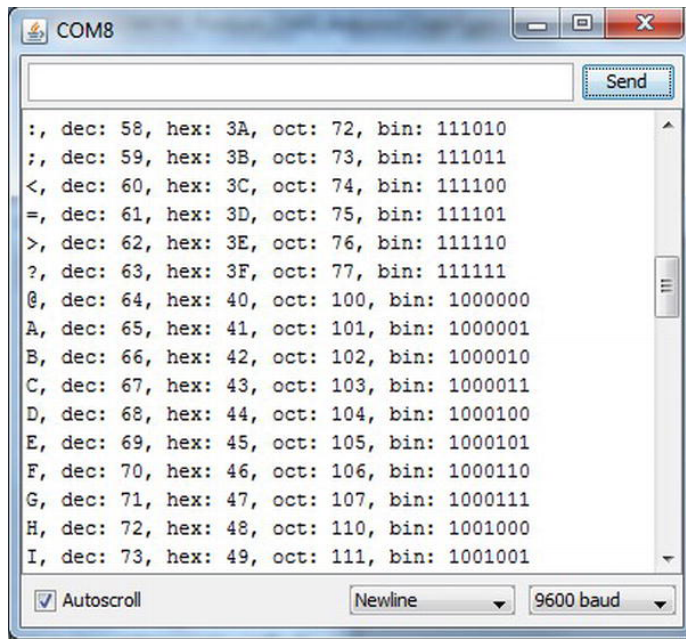 COM8
Send
:, dec: 58, hex: 3A, oct: 72, bin: 111010
;, dec: 59, hex: 3B, oct: 73, bin: 111011
<, dec: 60, hex: 3C, oct: 74, bin: 111100
=, dec: 61, hex: 3D, oct: 75, bin: 111101
>, dec: 62, hex: 3E, oct: 76, bin: 111110
?, dec: 63, hex: 3F, oct: 77, bin: 111111
@, dec: 64, hex: 40, oct: 100, bin: 1000000
A, dec: 65, hex: 41, oct: 101, bin: 1000001
B, dec: 66, hex: 42, oct: 102, bin: 1000010
C, dec: 67, hex: 43, oct: 103, bin: 1000011
D, dec: 68, hex: 44, oct: 104, bin: 1000100
E, dec: 69, hex: 45, oct: 105, bin: 1000101
F, dec: 70, hex: 46, oct: 106, bin: 1000110
G, dec: 71, hex: 47, oct: 107, bin: 1000111
H, dec: 72, hex: 48, oct: 110, bin: 1001000
I, dec: 73, hex: 49, oct: 111, bin: 1001001
Autoscroll Newline 9600 baud